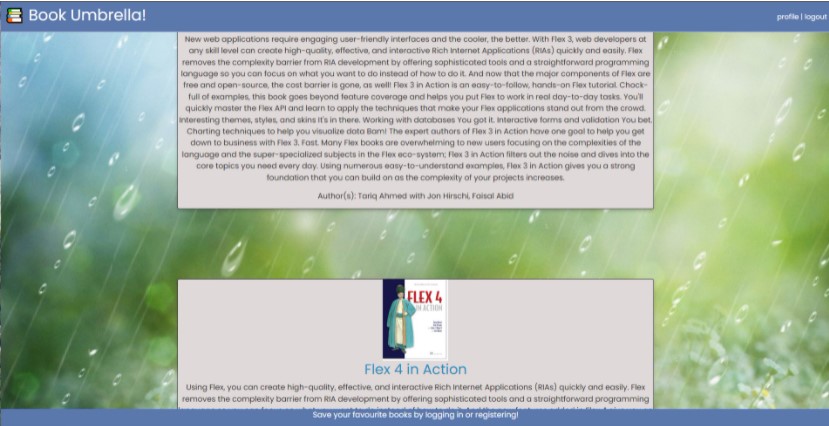 Book Umbrella!
profile | logout
New web applications require engaging user-friendly interfaces and the cooler, the better. With Flex 3, web developers at
any skill level can create high-quality, effective, and interactive Rich Internet Applications (RIAs) quickly and easily. Flex
removes the complexity barrier from RIA development by offering sophisticated tools and a straightforward programming
language so you can focus on what you want to do instead of how to do it. And now that the major components of Flex are
free and open-source, the cost barrier is gone, as well! Flex 3 in Action is an easy-to-follow, hands-on Flex tutorial. Chock-
full of examples, this book goes beyond feature coverage and helps you put Flex to work in real day-to-day tasks. You'll
quickly master the Flex API and learn to apply the techniques that make your Flex applications stand out from the crowd.
Interesting themes, styles, and skins It's in there. Working with databases You got it. Interactive forms and validation You bet.
Charting techniques to help you visualize data Bam! The expert authors of Flex 3 in Action have one goal to help you get
down to business with Flex 3. Fast. Many Flex books are overwhelming to new users focusing on the complexities of the
language and the super-specialized subjects in the Flex eco-system; Flex 3 in Action filters out the noise and dives into the
core topics you need every day. Using numerous easy-to-understand examples, Flex 3 in Action gives you a strong
foundation that you can build on as the complexity of your projects increases.
Author(s): Tariq Ahmed with Jon Hirschi, Faisal Abid
FLEX 4
IN ACTION
Flex 4 in Action
Using Flex, you can create high-quality, effective, and interactive Rich Internet Applications (RIAs) quickly and easily. Flex
removes the complexity barrier from RIA development by offering sophisticated tools and a straightforward programming
Save your favourite books by logging in or registering!